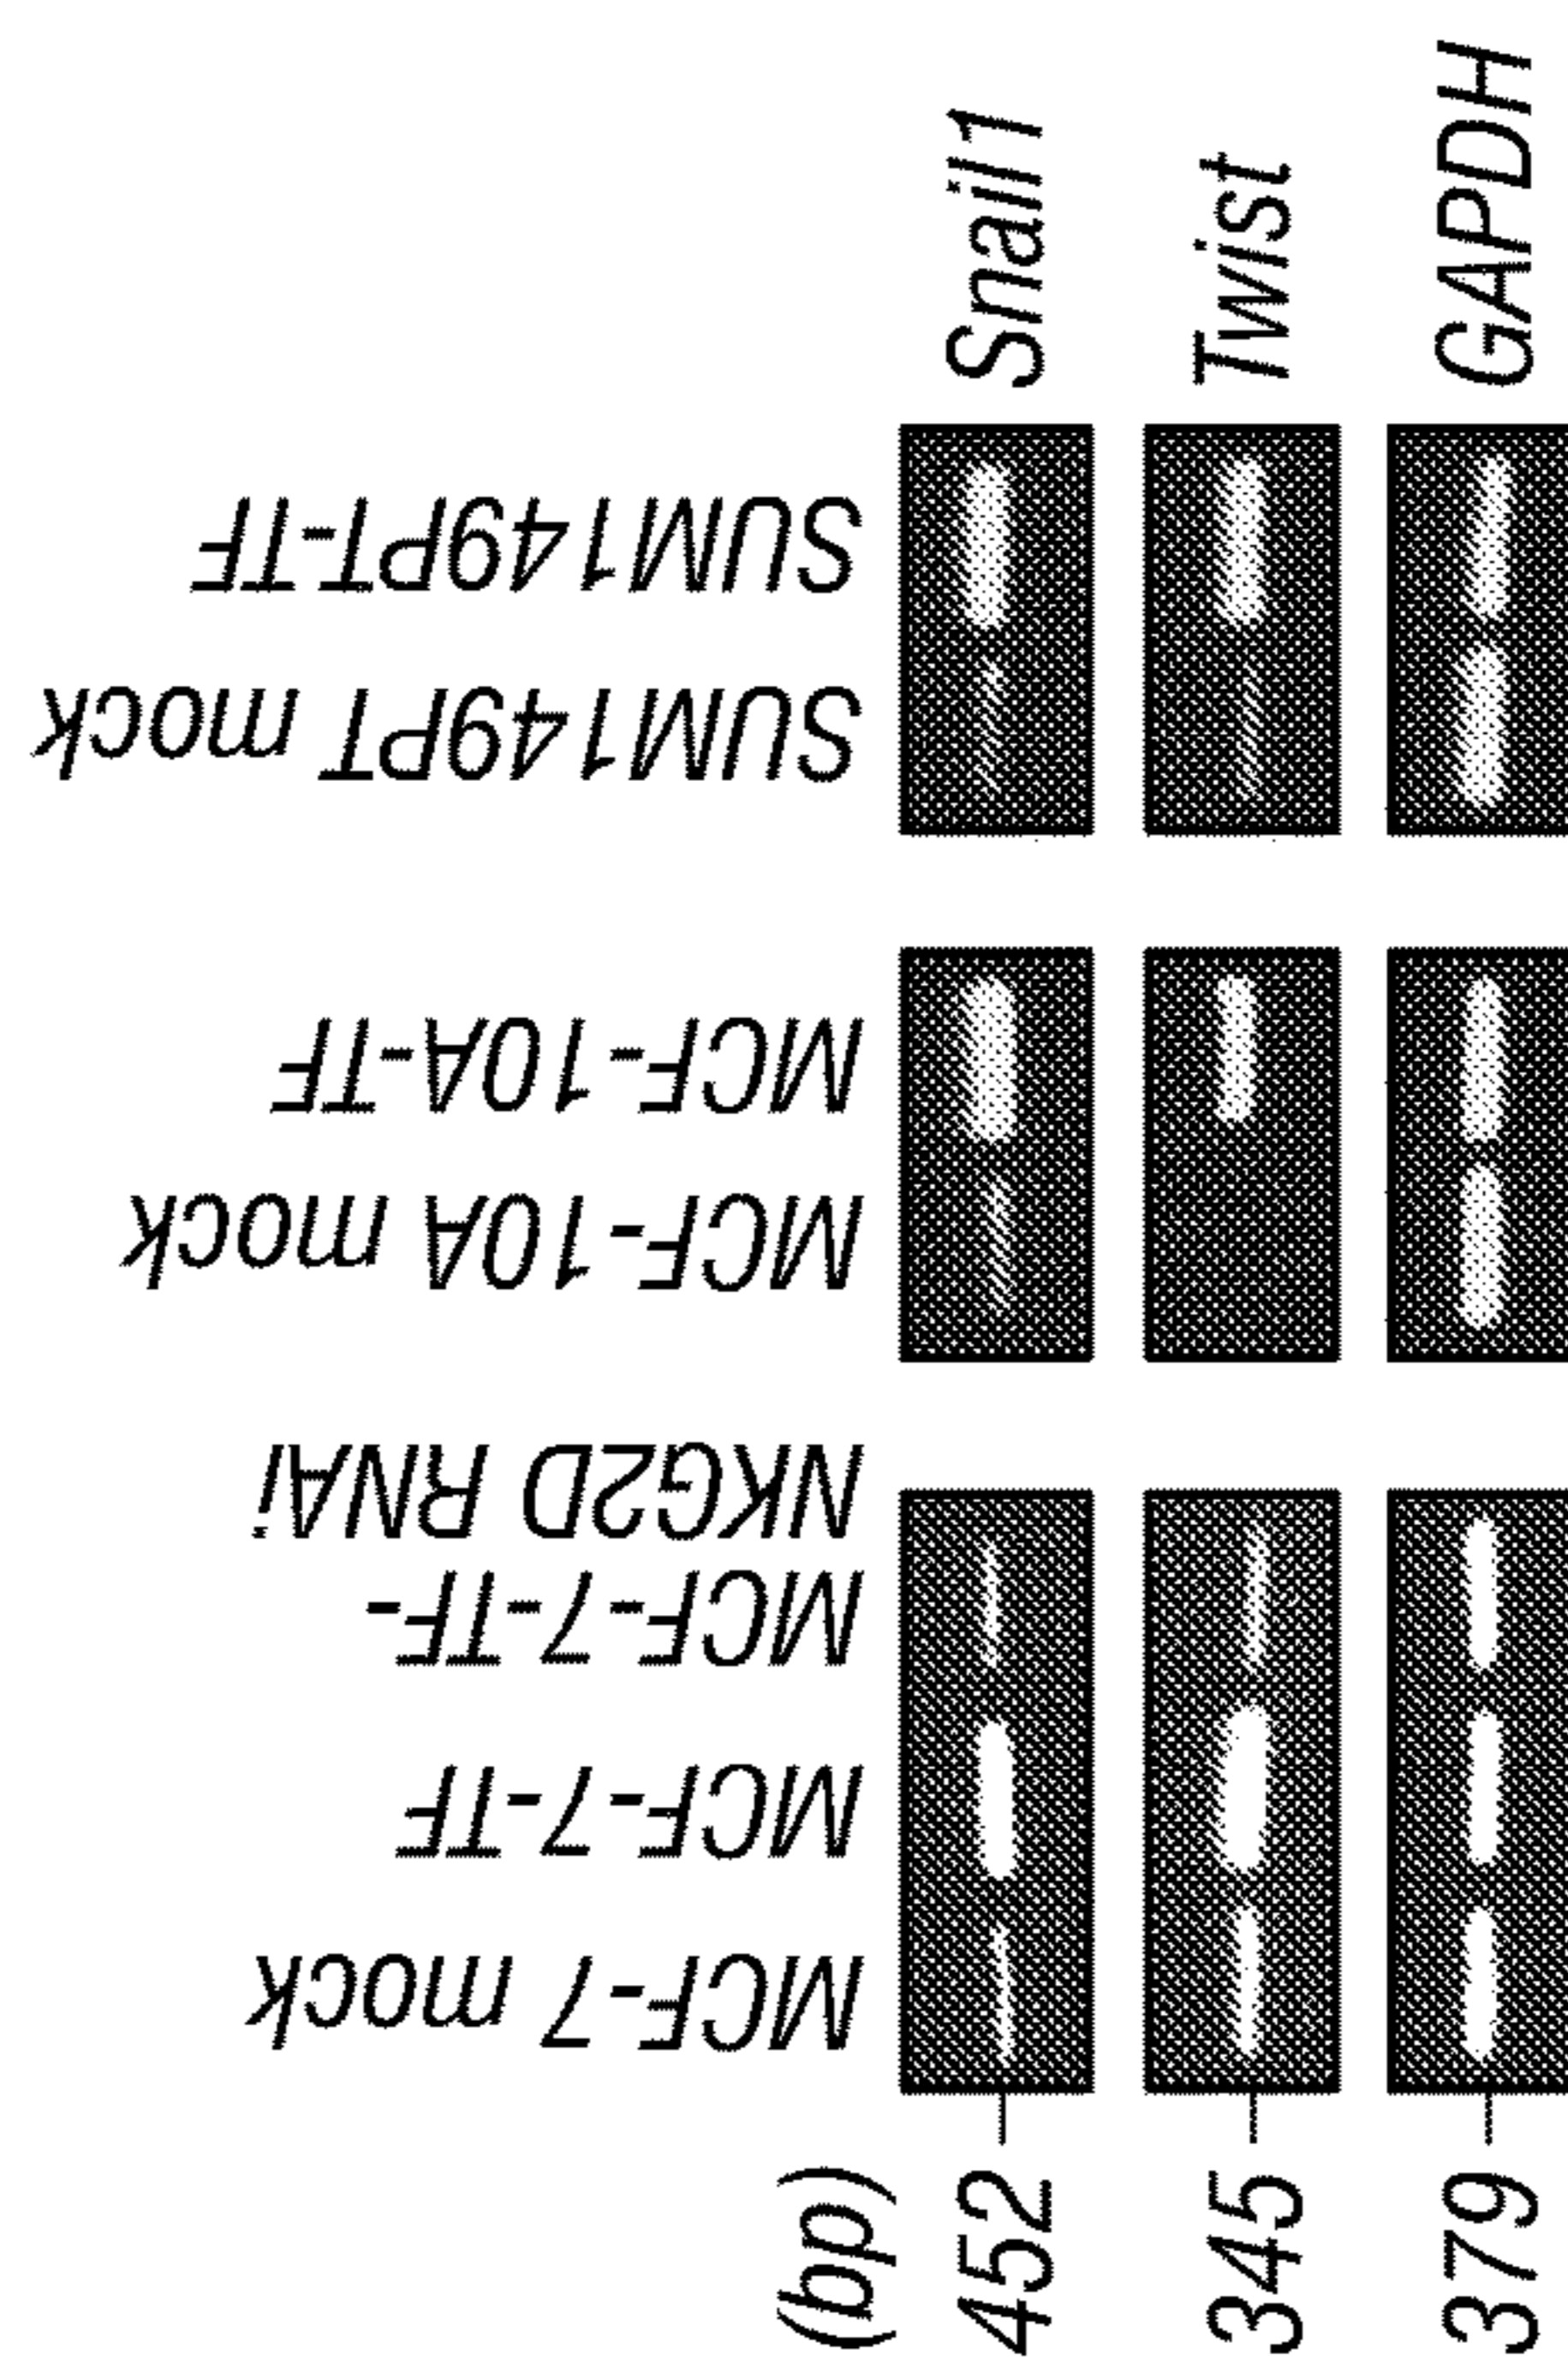 MCF-7 mock
MCF-7-TF
MCF-7-TF-
NKG2D RNAi
MCF-10A mock
MCF-10A-TF
SUM149PT mock
SUM149PT-TF
(bp)
452
Snail1
345
Twist
379
GAPDH